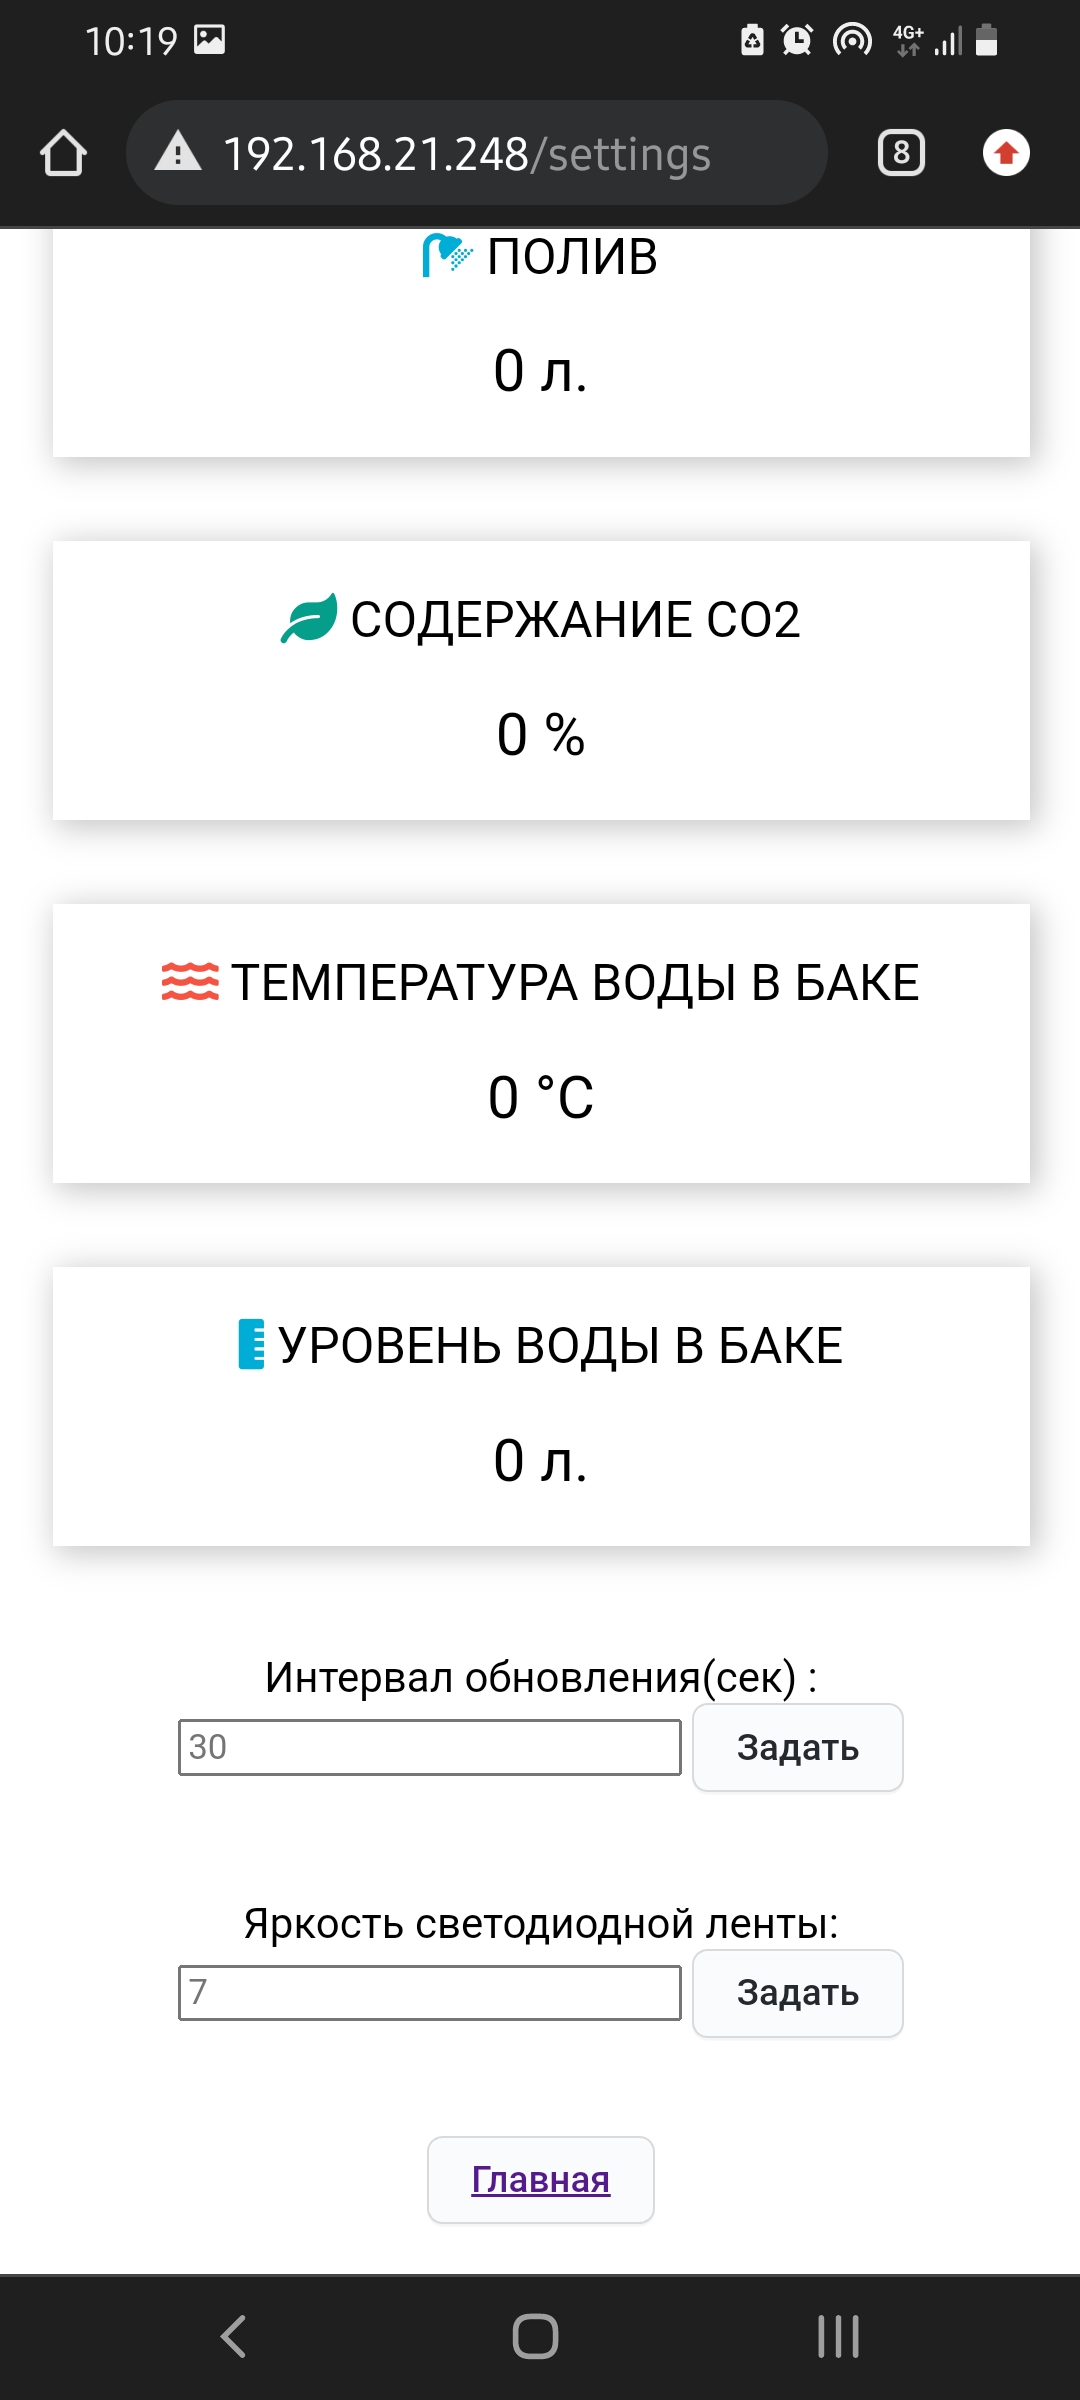 10:19
4G+
192.168.21.248/settings
8
ПОЛИВ
0 л.
СОДЕРЖАНИЕ CO2
0 %
ТЕМПЕРАТУРА ВОДЫ В БАКЕ
0 °C
УРОВЕНЬ ВОДЫ В БАКЕ
0 л.
Интервал обновления(сек) :
30 Задать
Яркость светодиодной ленты:
7 Задать
Главная